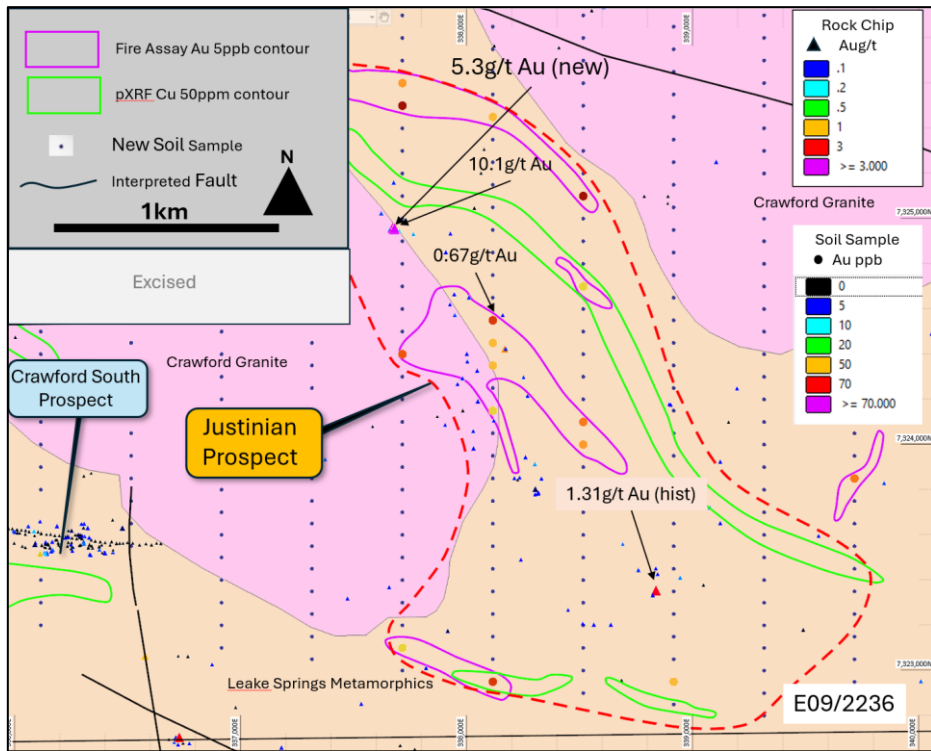 Fire Assay Au 5ppb contour
pXRF Cu 50ppm contour
New Soil Sample
Interpreted Fault
N
1km
Excised
338,000E
339,000E
5.3g/t Au (new)
10.1g/t Au
0.67g/t Au
Rock Chip
Aug/t
.1
.2
.5
1
3
>= 3.000
Crawford Granite
7,325,000N
Soil Sample
Au ppb
0
5
10
20
50
70
>= 70.000
Crawford Granite
Crawford South
Prospect
Justinian
Prospect
7,324,000N
1.31g/t Au (hist)
7,323,000N
Leake Springs Metamorphics
E09/2236
337,000E
338,000E
339,000E
340,000E